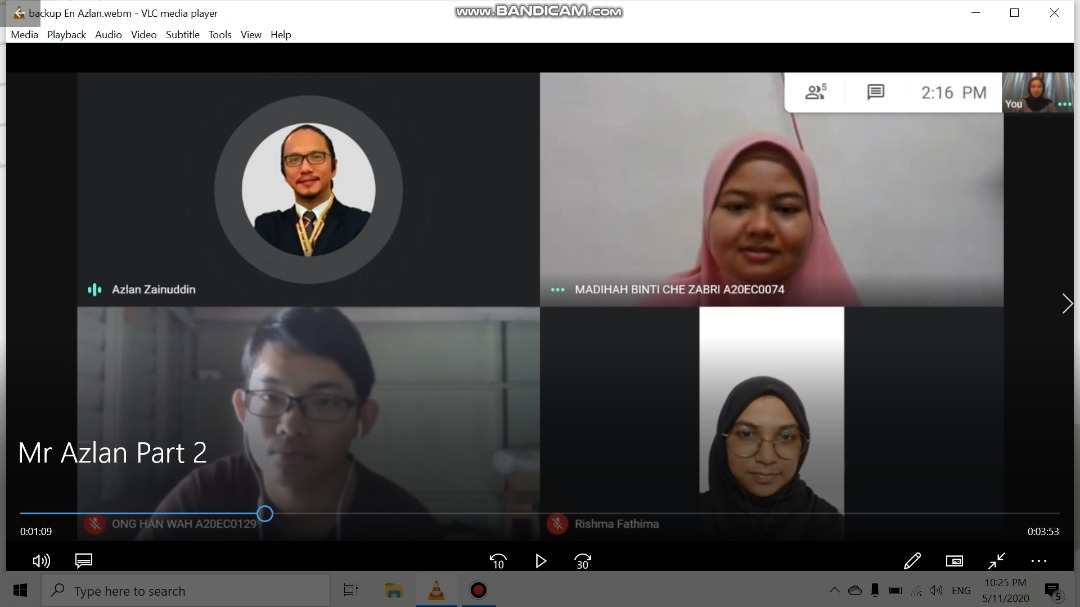 backup En Azlan.webm - VLC media player
www.BANDICAM.com
Media Playback Audio Video Subtitle Tools View Help
5
2:16 PM
You
Azlan Zainuddin
MADIHAH BINTI CHE ZABRI A20EC0074
Mr Azlan Part 2
ONG HAN WAH A20EC0129
Rishma Fathima
0:01:09
0:03:53
10
30
Type here to search
ENG
10:25 PM
5/11/2020
5